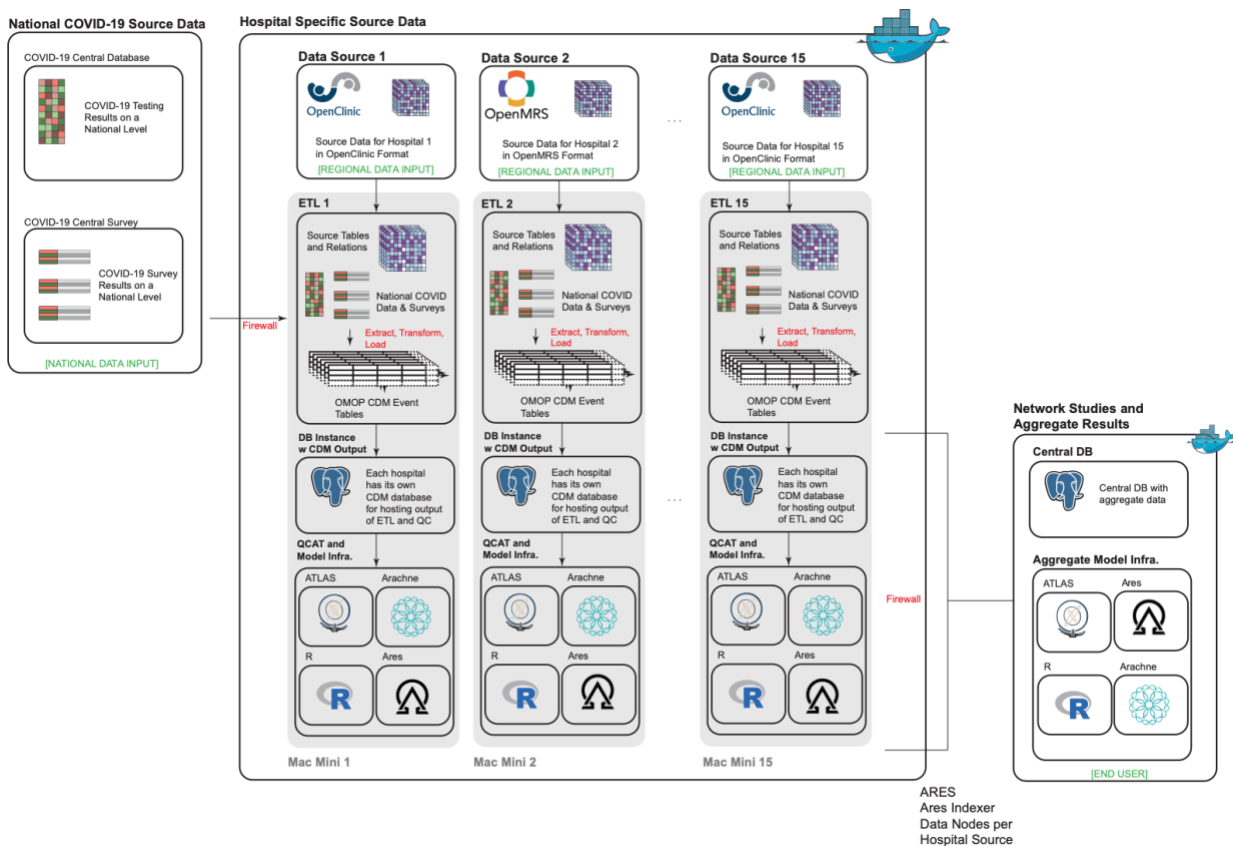 National COVID-19 Source Data
COVID-19 Central Database
COVID-19 Testing
Results on a
National Level
COVID-19 Central Survey
COVID-19 Survey
Results on a
National Level
[NATIONAL DATA INPUT]
Firewall
Hospital Specific Source Data
Data Source 1
OpenClinic
Source Data for Hospital 1
in OpenClinic Format
[REGIONAL DATA INPUT]
ETL 1
Source Tables
and Relations
National COVID
Data & Surveys
Extract, Transform,
Load
OMOP CDM Event
Tables
DB Instance
w CDM Output
Each hospital
has its own
CDM database
for hosting output
of ETL and QC
QCAT and
Model Infra.
ATLAS
Arachne
R
Ares
R
Mac Mini 1
Data Source 2
OpenMRS
Source Data for Hospital 2
in OpenMRS Format
[REGIONAL DATA INPUT]
ETL 2
Source Tables
and Relations
National COVID
Data & Surveys
Extract, Transform,
Load
OMOP CDM Event
Tables
DB Instance
w CDM Output
Each hospital
has its own
CDM database
for hosting output
of ETL and QC
QCAT and
Model Infra.
ATLAS
Arachne
R
Ares
R
Mac Mini 2
...
...
Data Source 15
OpenClinic
Source Data for Hospital 15
in OpenClinic Format
[REGIONAL DATA INPUT]
ETL 15
Source Tables
and Relations
National COVID
Data & Surveys
Extract, Transform,
Load
OMOP CDM Event
Tables
DB Instance
w CDM Output
Each hospital
has its own
CDM database
for hosting output
of ETL and QC
QCAT and
Model Infra.
ATLAS
Arachne
R
Ares
R
Mac Mini 15
Firewall
ARES
Ares Indexer
Data Nodes per
Hospital Source
Network Studies and
Aggregate Results
Central DB
Central DB with
aggregate data
Aggregate Model Infra.
ATLAS
Ares
R
Arachne
R
[END USER]